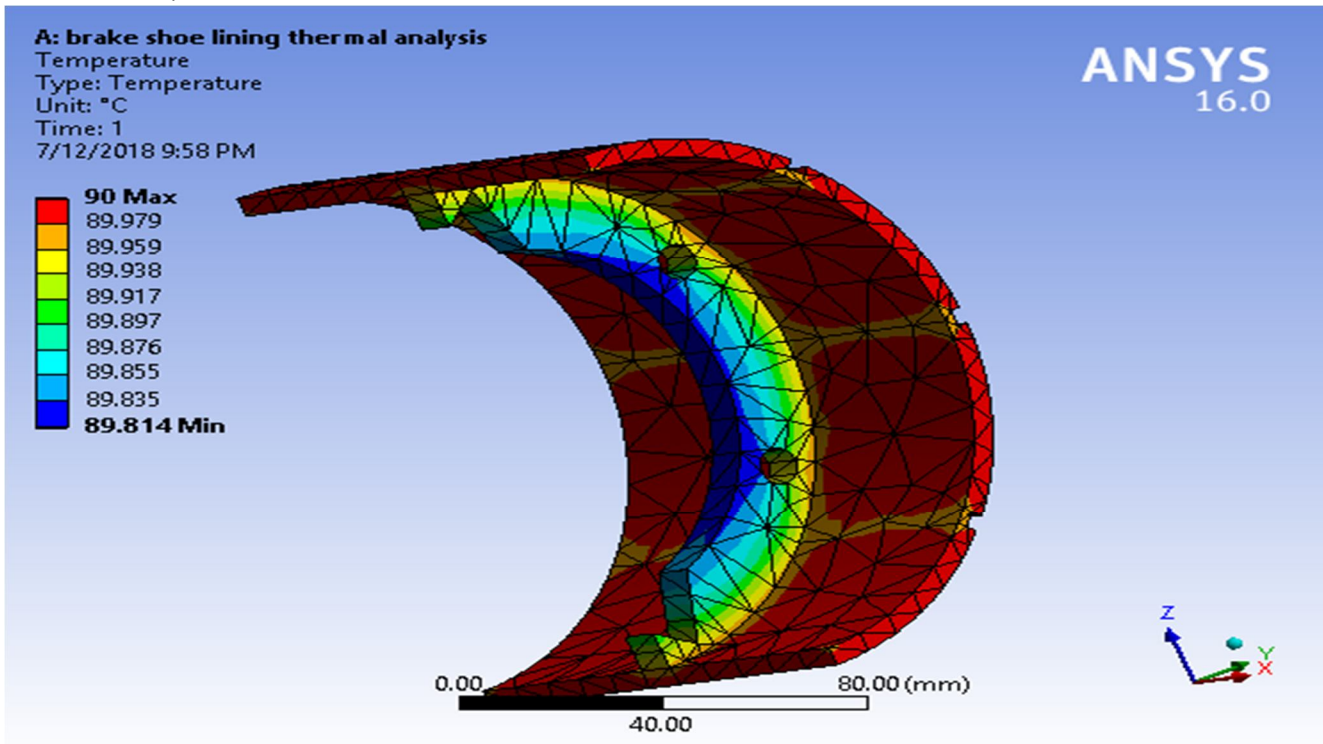 A: brake shoe lining thermal analysis
Temperature
Type: Temperature
Unit: °C
Time: 1
7/12/2018 9:58 PM
ANSYS
16.0
90 Max
89.979
89.959
89.938
89.917
89.897
89.876
89.855
89.835
89.814 Min
Z
Y
X
0.00
80.00 (mm)
40.00